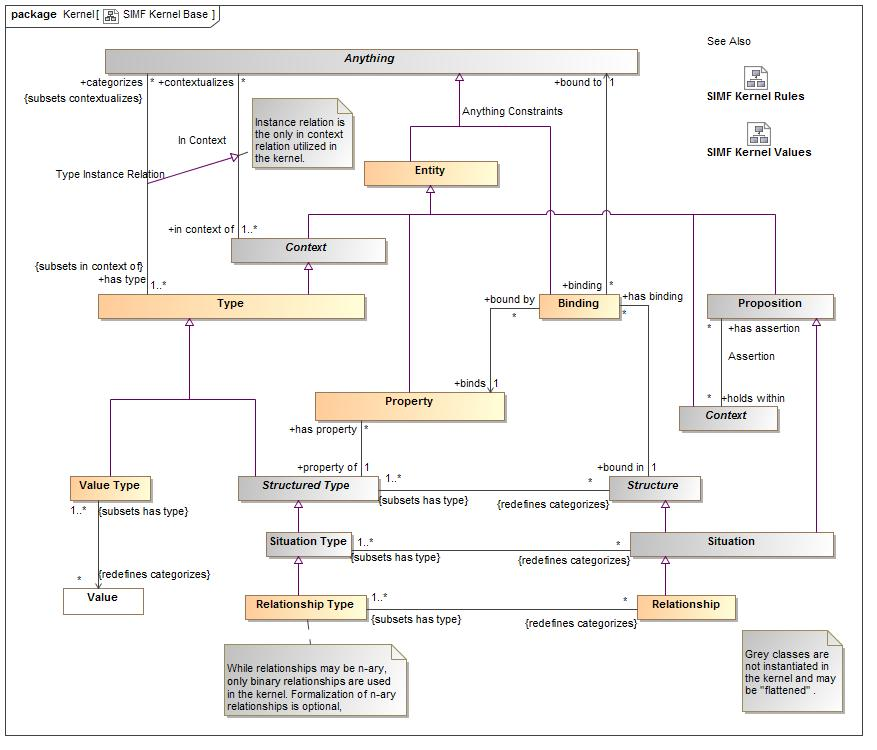 package Kernel[ SIMF Kernel Base ]
See Also
Anything
+categorizes * *+contextualizes
+bound to 1
{subsets contextualizes}
SIMF Kernel Rules
Anything Constraints
Instance relation is
the only in context
relation utilized in
the kernel.
In Context
SIMF Kernel Values
Type Instance Relation
Entity
+in context of 1..*
Context
{subsets in context of}
+has type 1..*
+binding *
+bound by
*
+has binding
*
Type
Binding
Proposition
* +has assertion
Assertion
+binds 1
Property
* +holds within
Context
+has property *
+property of 1
+bound in 1
Value Type
Structured Type
1..*
*
Structure
{subsets has type}
{redefines categorizes}
1..* {subsets has type}
Situation Type
1..*
*
Situation
{subsets has type}
{redefines categorizes}
* {redefines categorizes}
Value
Relationship Type
1..*
*
Relationship
{subsets has type}
{redefines categorizes}
While relationships may be n-ary,
only binary relationships are used
in the kernel. Formalization of n-ary
relationships is optional,
Grey classes are
not instantiated in
the kernel and may
be "flattened" .